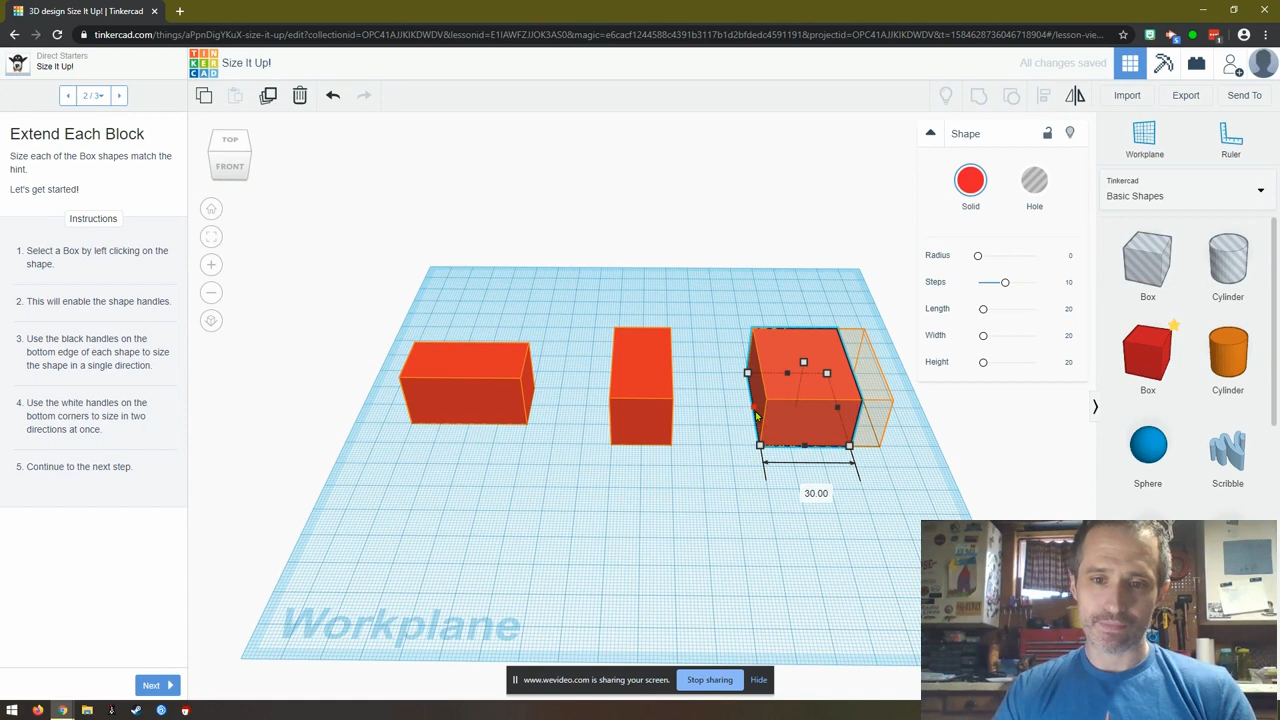 3D design Size It Up! | Tinkercad
tinkercad.com/things/aPpnDigYKuX-size-it-up/edit?collectionid=OPC41AJJKIKDWDV&lessonid=E1IAWFZJJOK3AS0&magic=e6cacf1244588c4391b3117b1d2bfdedc4591191&projectid=OPC41AJJKIKDWDV&t=1584628736046718904#/lesson-vie...
Direct Starters
Size It Up!
TIN
KER
CAD
Size It Up!
All changes saved
2 / 3
Import
Export
Send To
Extend Each Block
Size each of the Box shapes match the
hint.
Let's get started!
Instructions
1. Select a Box by left clicking on the
shape.
2. This will enable the shape handles.
3. Use the black handles on the
bottom edge of each shape to size
the shape in a single direction.
4. Use the white handles on the
bottom corners to size in two
directions at once.
5. Continue to the next step.
Next
TOP
FRONT
Shape
Solid
Hole
Radius 0
Steps 10
Length 20
Width 20
Height 20
Workplane
Ruler
Tinkercad
Basic Shapes
Box
Cylinder
Box
Cylinder
Sphere
Scribble
30.00
Workplane
www.wevideo.com is sharing your screen.
Stop sharing
Hide